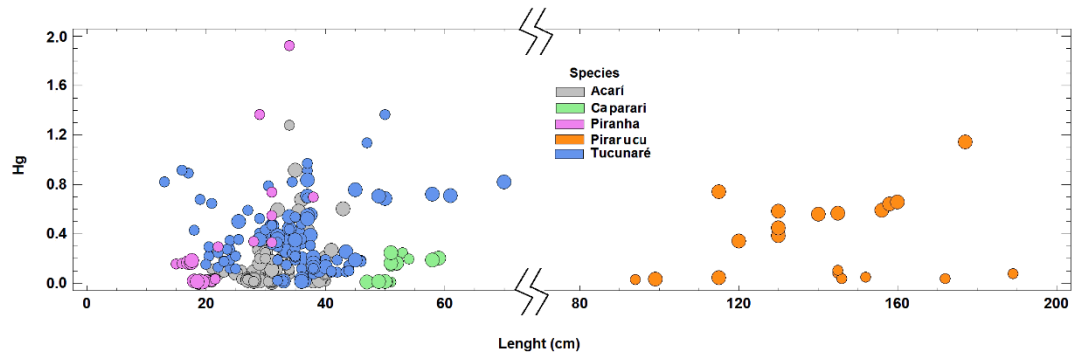 2.0
1.6
1.2
0.8
0.4
0.0
Hg
Species
Acarí
Caparari
Piranha
Pirarucu
Tucunaré
0 20 40 60 80 120 160 200
Lenght (cm)